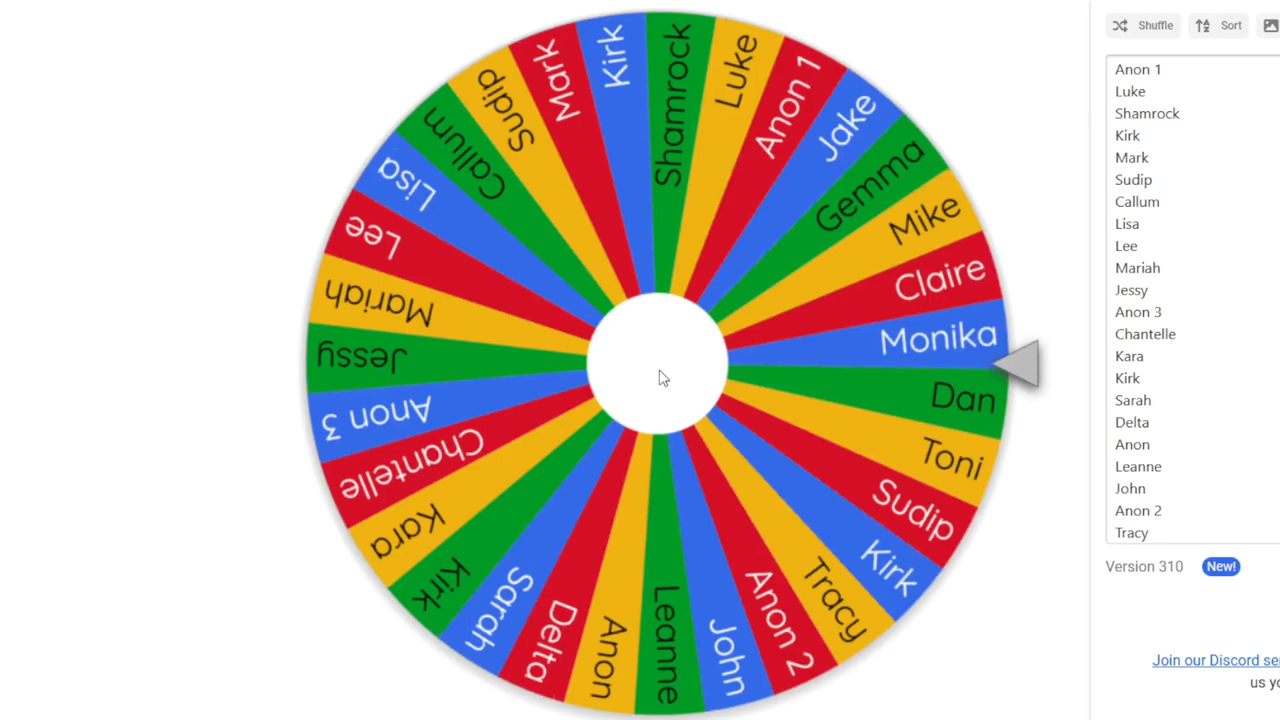 Shuffle
Sort
Shamrock
Luke
Anon 1
Jake
Gemma
Mike
Claire
Monika
Dan
Toni
Sudip
Kirk
Tracy
Anon 2
John
Leanne
Anon
Delta
Sarah
Kirk
Kara
Chantelle
Anon 3
Jessy
Mariah
Lee
Lisa
Callum
Sudip
Mark
Kirk
Anon 1
Luke
Shamrock
Kirk
Mark
Sudip
Callum
Lisa
Lee
Mariah
Jessy
Anon 3
Chantelle
Kara
Kirk
Sarah
Delta
Anon
Leanne
John
Anon 2
Tracy
Version 310 New!
Join our Discord se
us yo